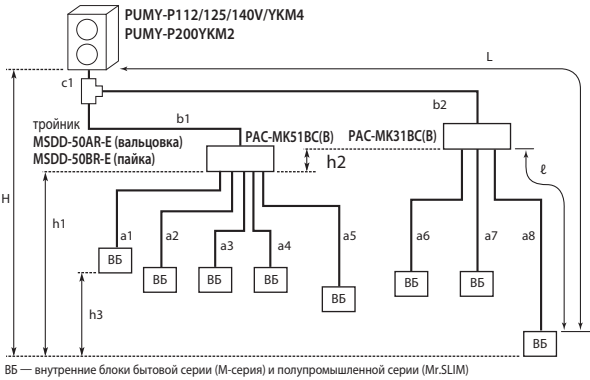 PUMY-P112/125/140V/YKM4
PUMY-P200YKM2
L
c1
b1
b2
тройник
MSDD-50AR-E (вальцовка)
MSDD-50BR-E (пайка)
PAC-MK51BC(B)
PAC-MK31BC(B)
h2
ℓ
H
h1
a1
a2
a3
a4
a5
a6
a7
a8
ВБ
ВБ
ВБ
ВБ
ВБ
ВБ
ВБ
ВБ
h3
ВБ — внутренние блоки бытовой серии (М-серия) и полупромышленной серии (Mr.SLIM)